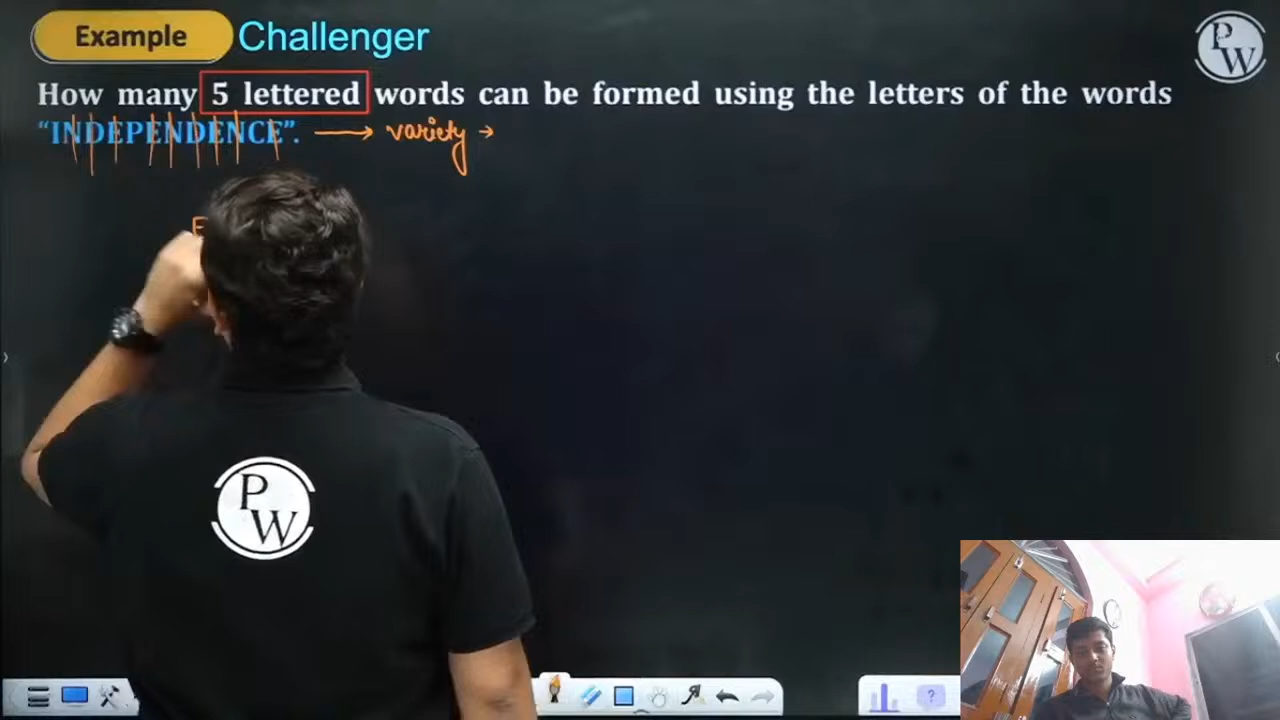 Example Challenger
PW
How many 5 lettered words can be formed using the letters of the words
“INDEPENDENCE”. → variety →
E
PW